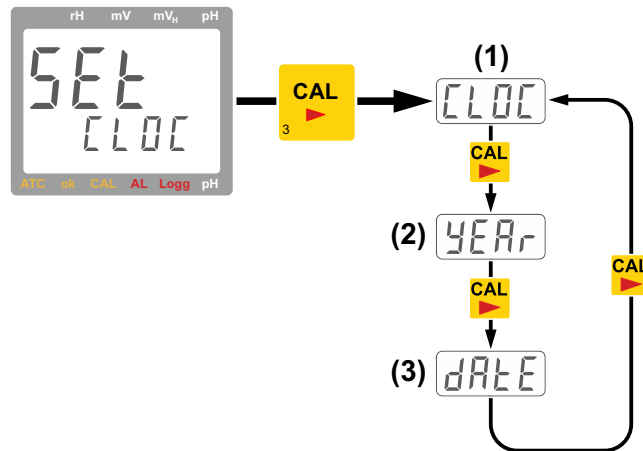 rH mV mVH pH
SEt
CLOC
ATC ok CAL AL Logg pH
CAL
3
(1)
CLOC
CAL
(2) YEAr
CAL
CAL
(3) dAtE